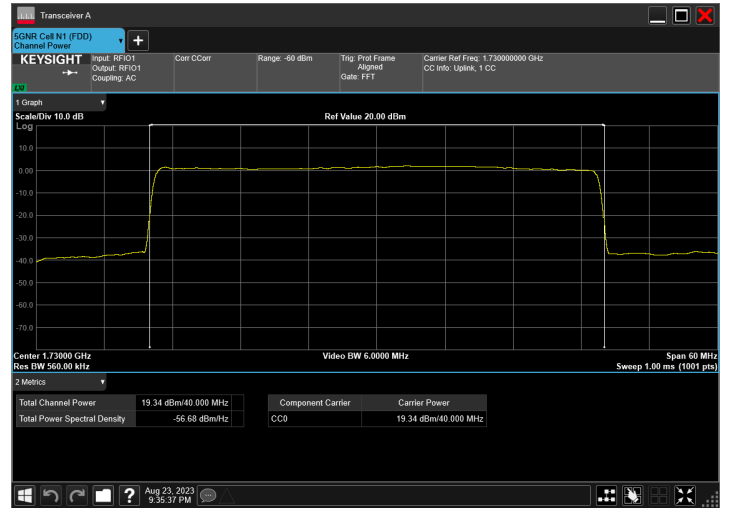 Transceiver A
5GNR Cell N1 (FDD)
Channel Power
KEYSIGHT
Input: RFIO1
Output: RFIO1
Coupling: AC
Corr CCorr
Range: -60 dBm
Trig: Prot Frame
Aligned
Gate: FFT
Carrier Ref Freq: 1.730000000 GHz
CC Info: Uplink, 1 CC
LXI
1 Graph
Scale/Div 10.0 dB
Ref Value 20.00 dBm
Log
10.0
0.00
-10.0
-20.0
-30.0
-40.0
-50.0
-60.0
-70.0
Center 1.73000 GHz
Video BW 6.0000 MHz
Span 60 MHz
Res BW 560.00 kHz
Sweep 1.00 ms (1001 pts)
2 Metrics
Total Channel Power 19.34 dBm/40.000 MHz
Total Power Spectral Density -56.68 dBm/Hz
Component Carrier Carrier Power
CC0 19.34 dBm/40.000 MHz
Aug 23, 2023
9:35:37 PM